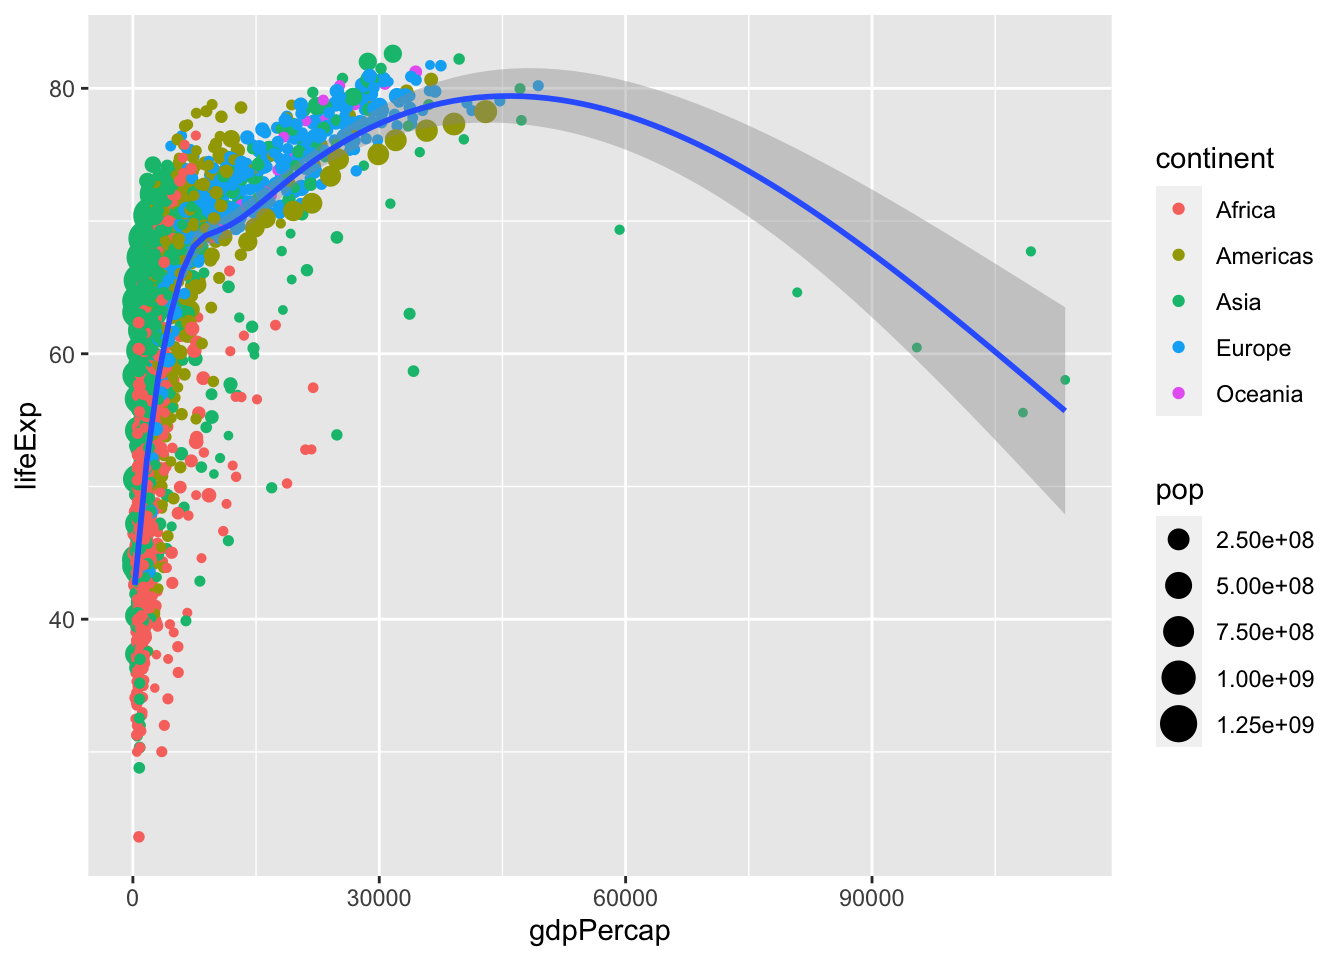 80
60
40
lifeExp
0
30000
60000
90000
gdpPercap
continent
Africa
Americas
Asia
Europe
Oceania
pop
2.50e+08
5.00e+08
7.50e+08
1.00e+09
1.25e+09